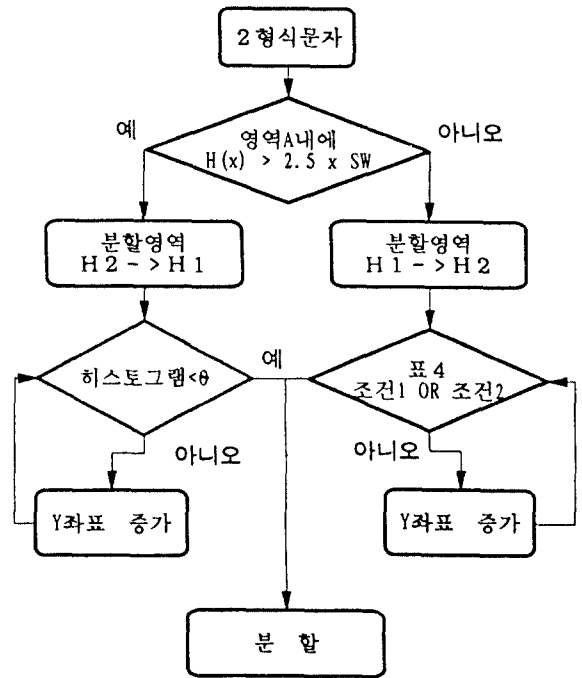 2형식문자
예
영역A내에
H(x) > 2.5 x SW
아니오
분할영역
H2->H1
분할영역
H1->H2
히스토그램<θ
예
표4
조건1 OR 조건2
아니오
아니오
Y좌표 증가
Y좌표 증가
분 할